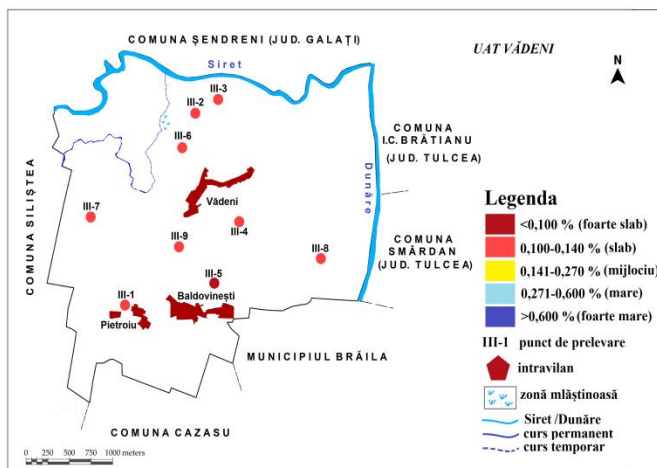 COMUNA ŞENDRENI (JUD. GALAŢI)
UAT VĂDENI
Siret
N
III-3
III-2
III-6
COMUNA
I.C. BRĂTIANU
(JUD. TULCEA)
Dunăre
COMUNA SILIŞTEA
Vădeni
III-7
III-4
III-9
III-8
COMUNA
SMÂRDAN
(JUD. TULCEA)
III-5
Baldovineşti
III-1
Pietroiu
MUNICIPIUL BRĂILA
COMUNA CAZASU
0 200 400 600 800 1000 meters
Legenda
<0,100 % (foarte slab)
0,100-0,140 % (slab)
0,141-0,270 % (mijlociu)
0,271-0,600 % (mare)
>0,600 % (foarte mare)
III-1 punct de prelevare
intravilan
zonă mlăştinoasă
Siret /Dunăre
curs permanent
curs temporar